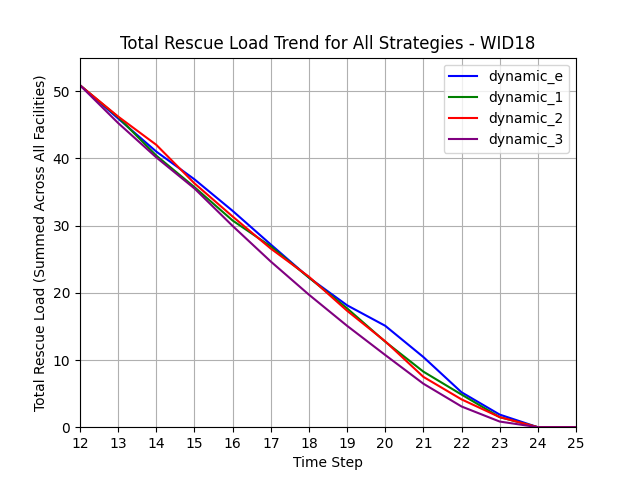 Total Rescue Load Trend for All Strategies - WID18
Total Rescue Load (Summed Across All Facilities)
50
40
30
20
10
0
dynamic_e
dynamic_1
dynamic_2
dynamic_3
12 13 14 15 16 17 18 19 20 21 22 23 24 25
Time Step